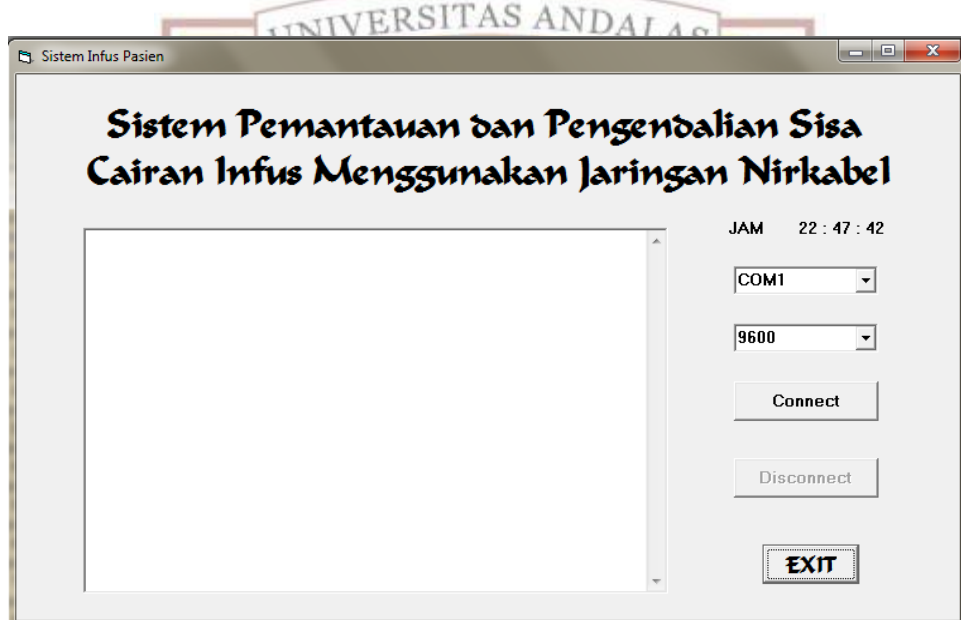 UNIVERSITAS ANDALAS
Sistem Infus Pasien
Sistem Pemantauan dan Pengendalian Sisa
Cairan Infus Menggunakan Jaringan Nirkabel
JAM 22 : 47 : 42
COM1
9600
Connect
Disconnect
EXIT